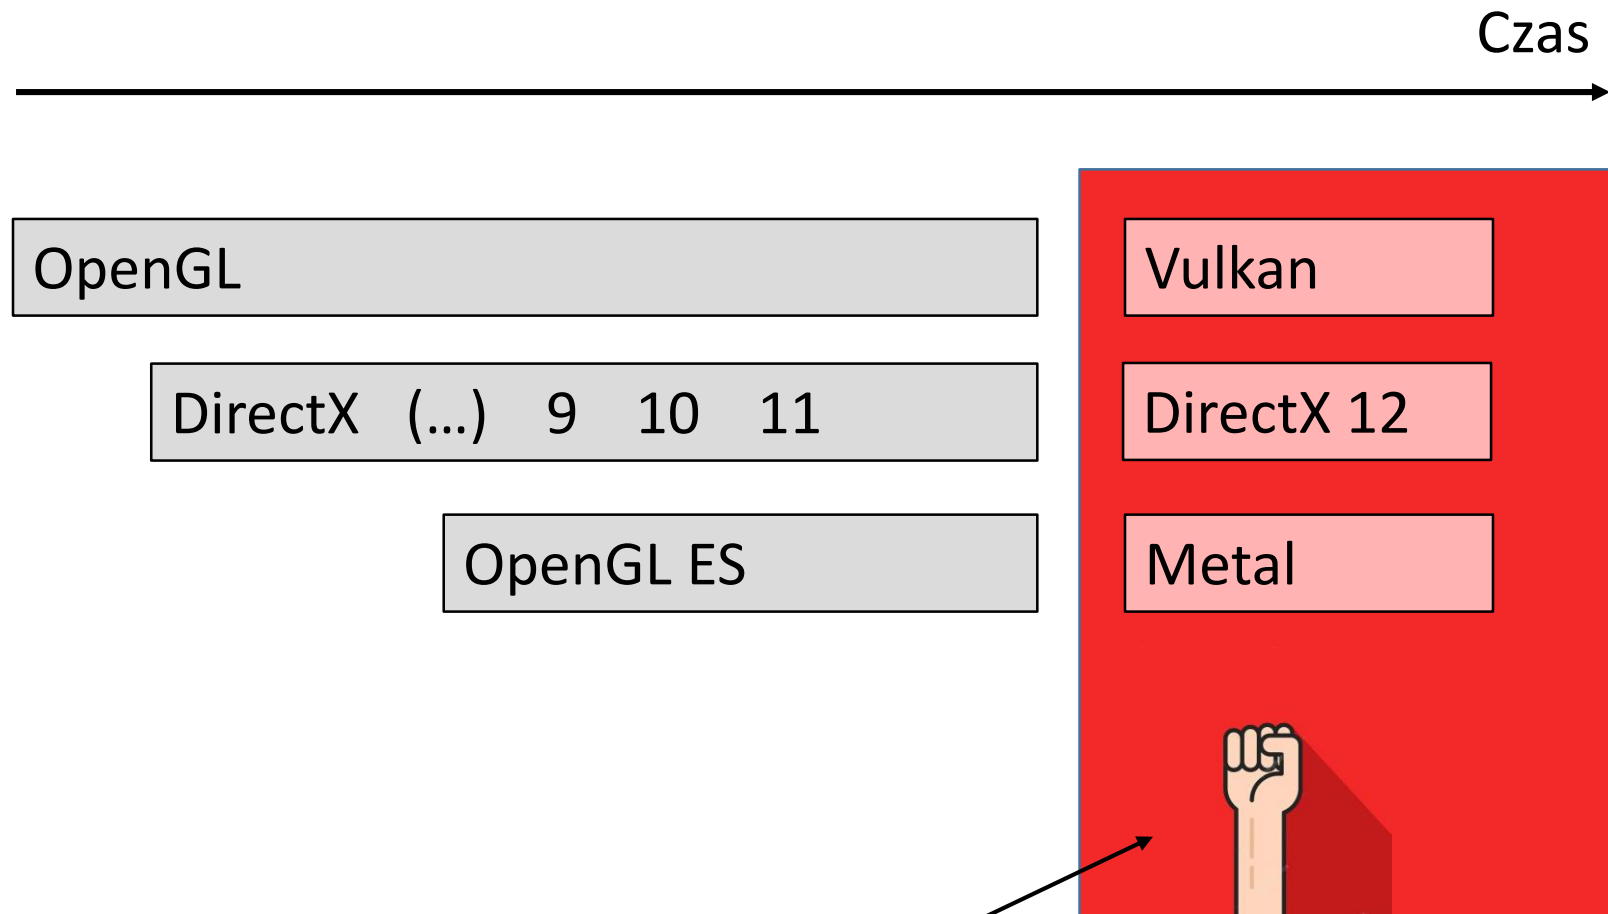 Czas
OpenGL
Vulkan
DirectX (...) 9 10 11
DirectX 12
OpenGL ES
Metal